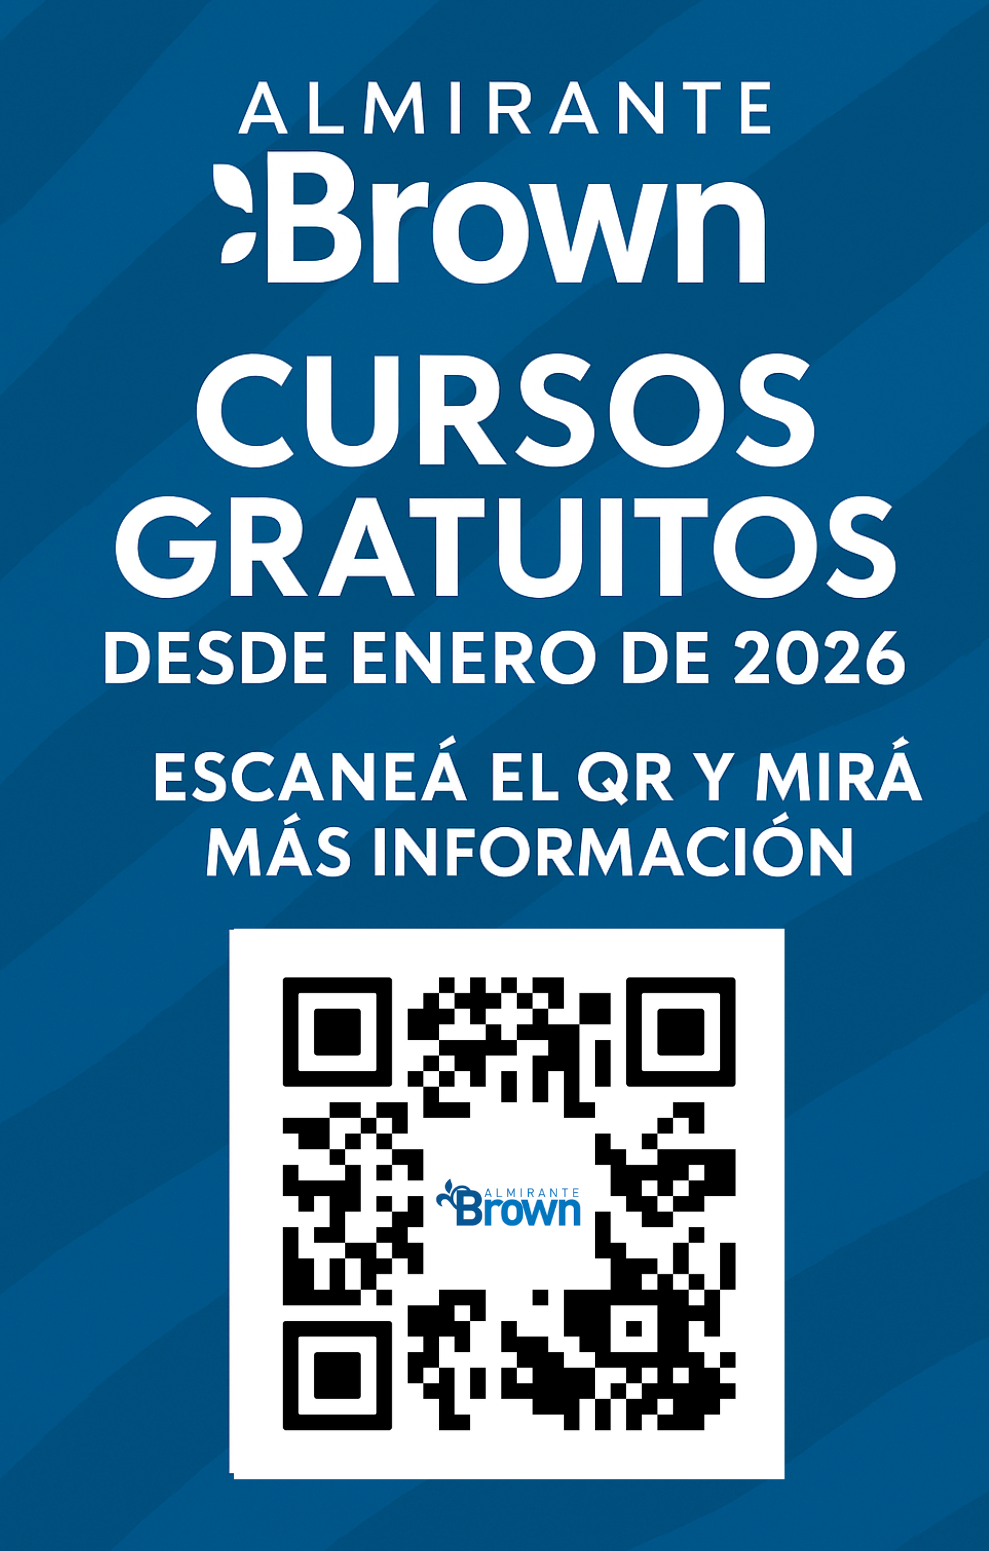 ALMIRANTE
Brown
CURSOS
GRATUITOS
DESDE ENERO DE 2026
ESCANEÁ EL QR Y MIRÁ
MÁS INFORMACIÓN
ALMIRANTE
Brown